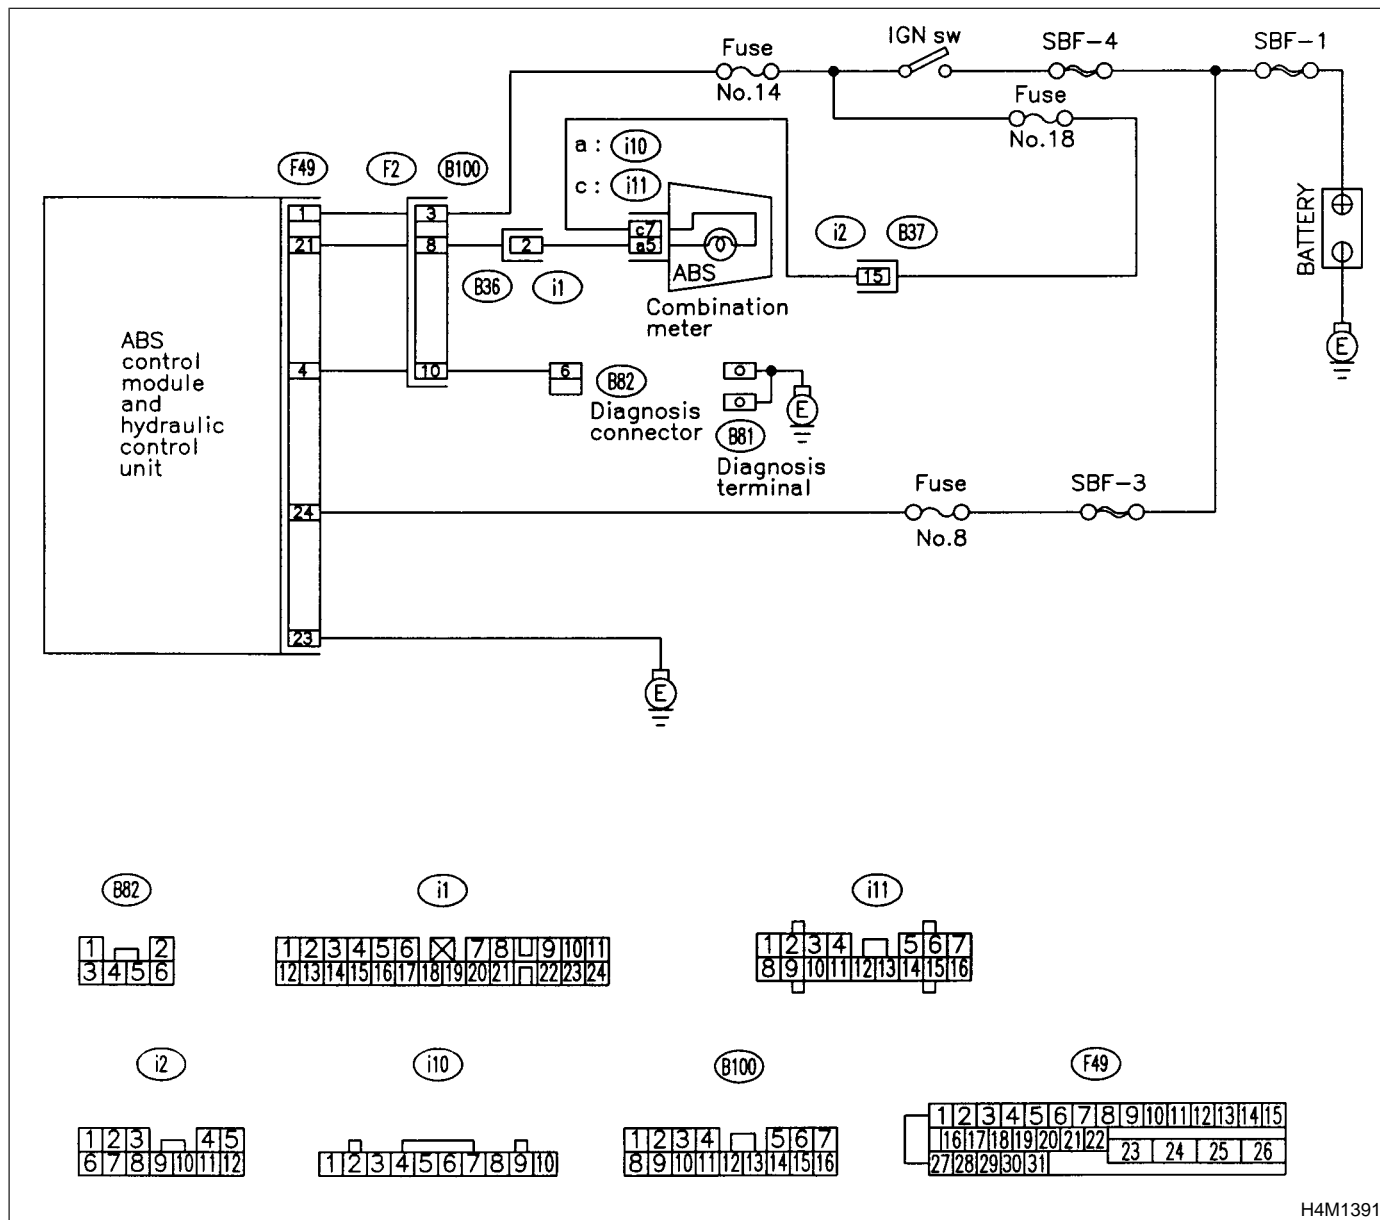 Fuse
No.14
IGN sw
SBF-4
SBF-1
Fuse
No.18
a : i10
c : i11
F49
F2
B100
1
3
21
8
2
c7
a5
ABS
Combination
meter
B36
i1
i2
B37
15
BATTERY
E
ABS
control
module
and
hydraulic
control
unit
4
10
6
B82
Diagnosis
connector
E
B81
Diagnosis
terminal
24
Fuse
No.8
SBF-3
23
E
B82
1 2
3 4 5 6
i1
1 2 3 4 5 6 7 8 9 10 11
12 13 14 15 16 17 18 19 20 21 22 23 24
i11
1 2 3 4 5 6 7
8 9 10 11 12 13 14 15 16
i2
1 2 3 4 5
6 7 8 9 10 11 12
i10
1 2 3 4 5 6 7 8 9 10
B100
1 2 3 4 5 6 7
8 9 10 11 12 13 14 15 16
F49
1 2 3 4 5 6 7 8 9 10 11 12 13 14 15
16 17 18 19 20 21 22 23 24 25 26
27 28 29 30 31
H4M1391